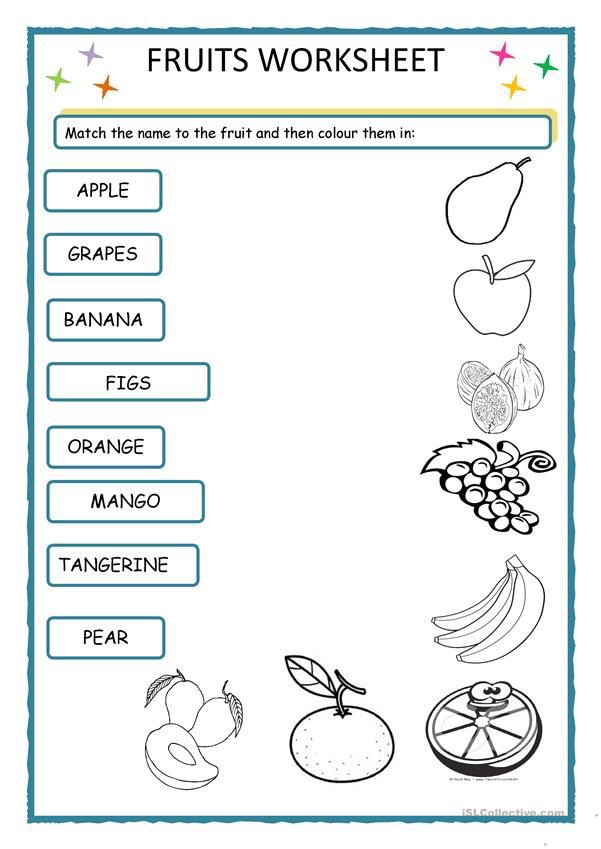 FRUITS WORKSHEET
Match the name to the fruit and then colour them in:
APPLE
GRAPES
BANANA
FIGS
ORANGE
MANGO
TANGERINE
PEAR
iSLCollective.com